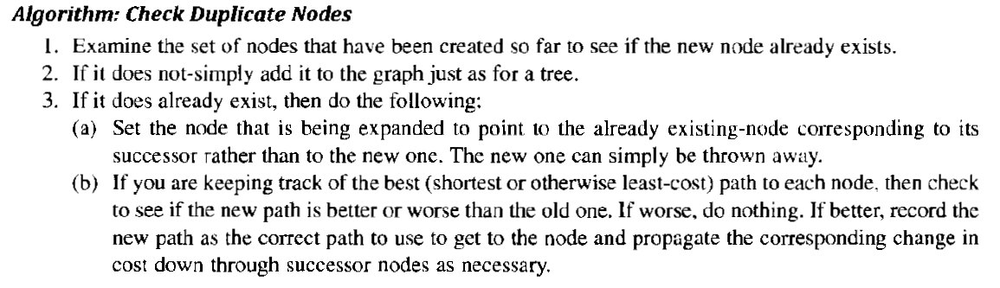 Algorithm: Check Duplicate Nodes
1. Examine the set of nodes that have been created so far to see if the new node already exists.
2. If it does not-simply add it to the graph just as for a tree.
3. If it does already exist, then do the following:
(a) Set the node that is being expanded to point to the already existing-node corresponding to its
successor rather than to the new one. The new one can simply be thrown away.
(b) If you are keeping track of the best (shortest or otherwise least-cost) path to each node, then check
to see if the new path is better or worse than the old one. If worse, do nothing. If better, record the
new path as the correct path to use to get to the node and propagate the corresponding change in
cost down through successor nodes as necessary.